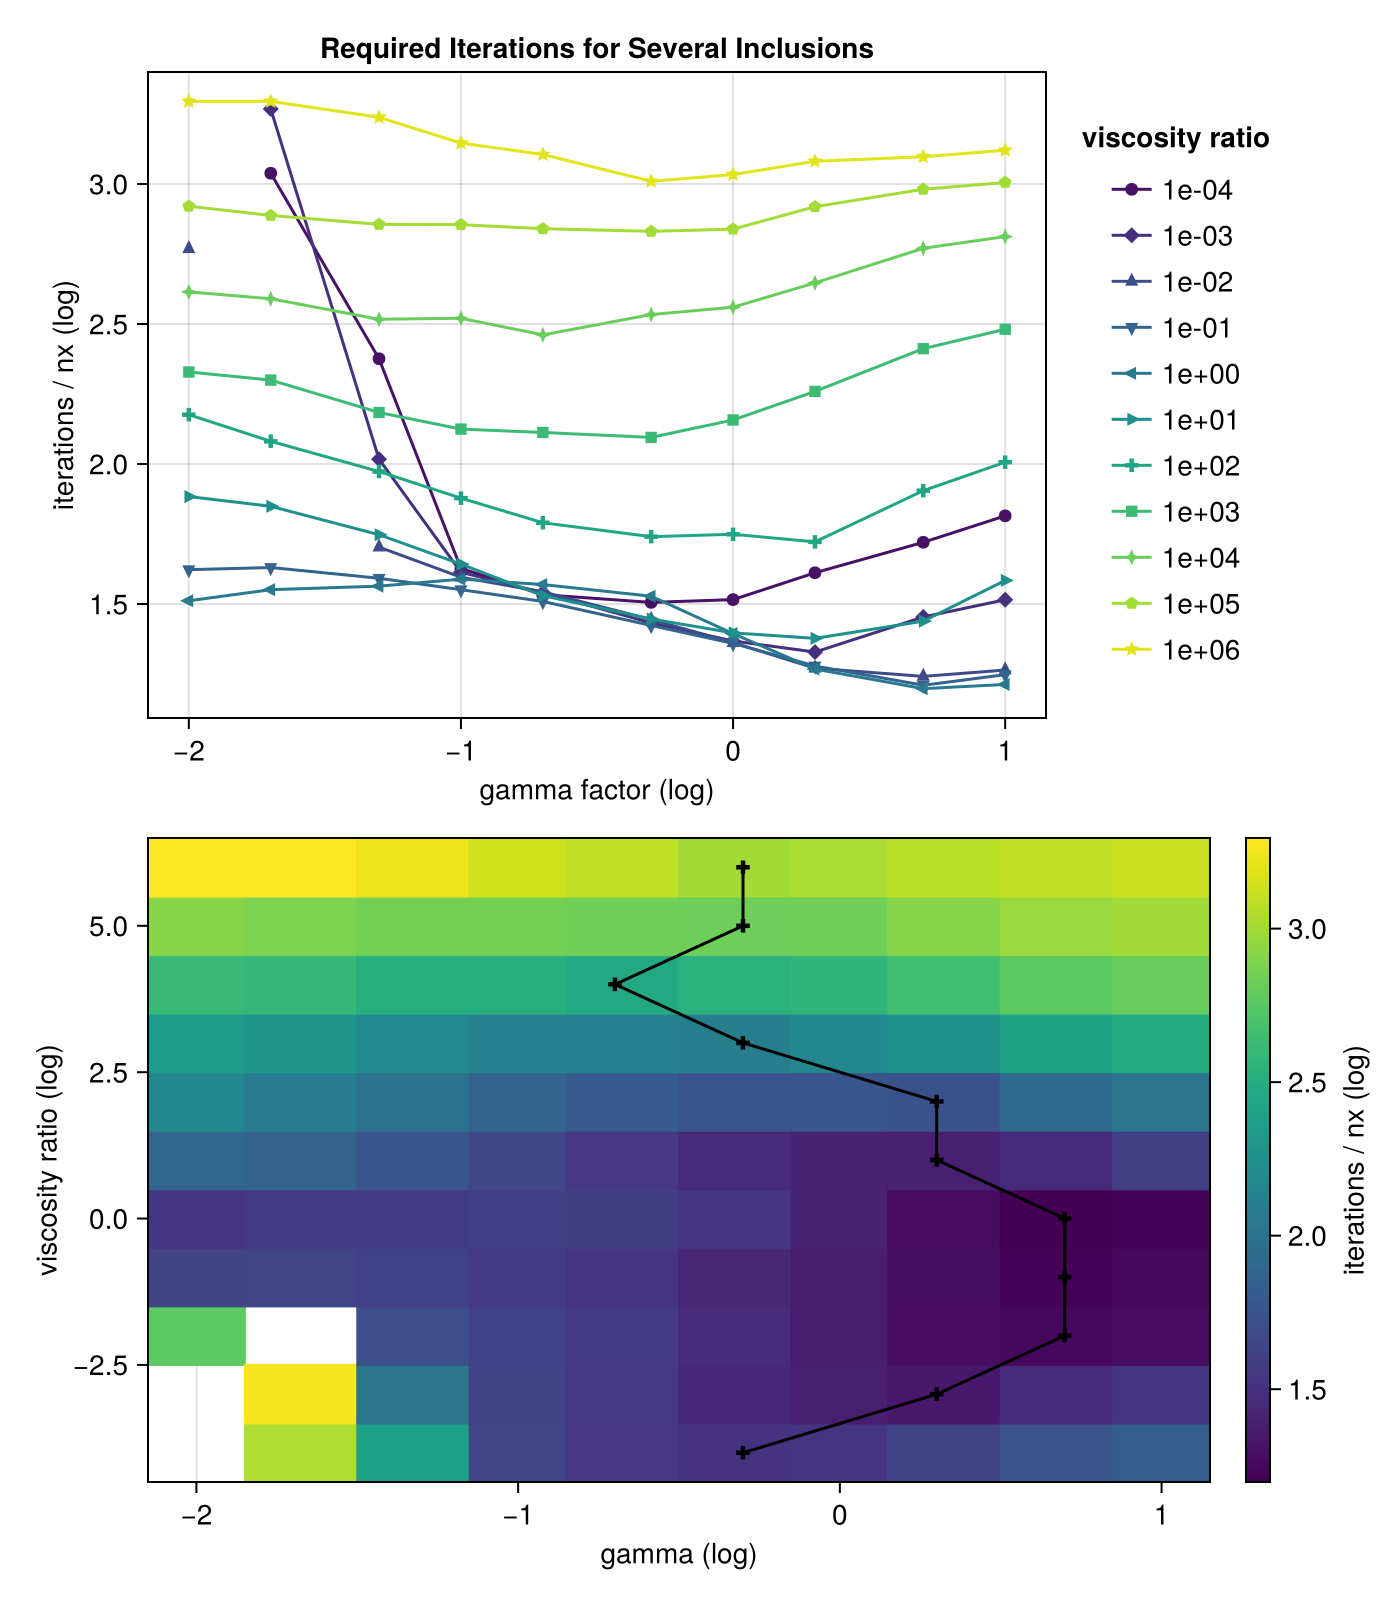 Required Iterations for Several Inclusions
iterations / nx (log)
3.0
2.5
2.0
1.5
−2
−1
0
1
gamma factor (log)
viscosity ratio
1e-04
1e-03
1e-02
1e-01
1e+00
1e+01
1e+02
1e+03
1e+04
1e+05
1e+06
viscosity ratio (log)
5.0
2.5
0.0
−2.5
−2
−1
0
1
gamma (log)
3.0
2.5
2.0
1.5
iterations / nx (log)